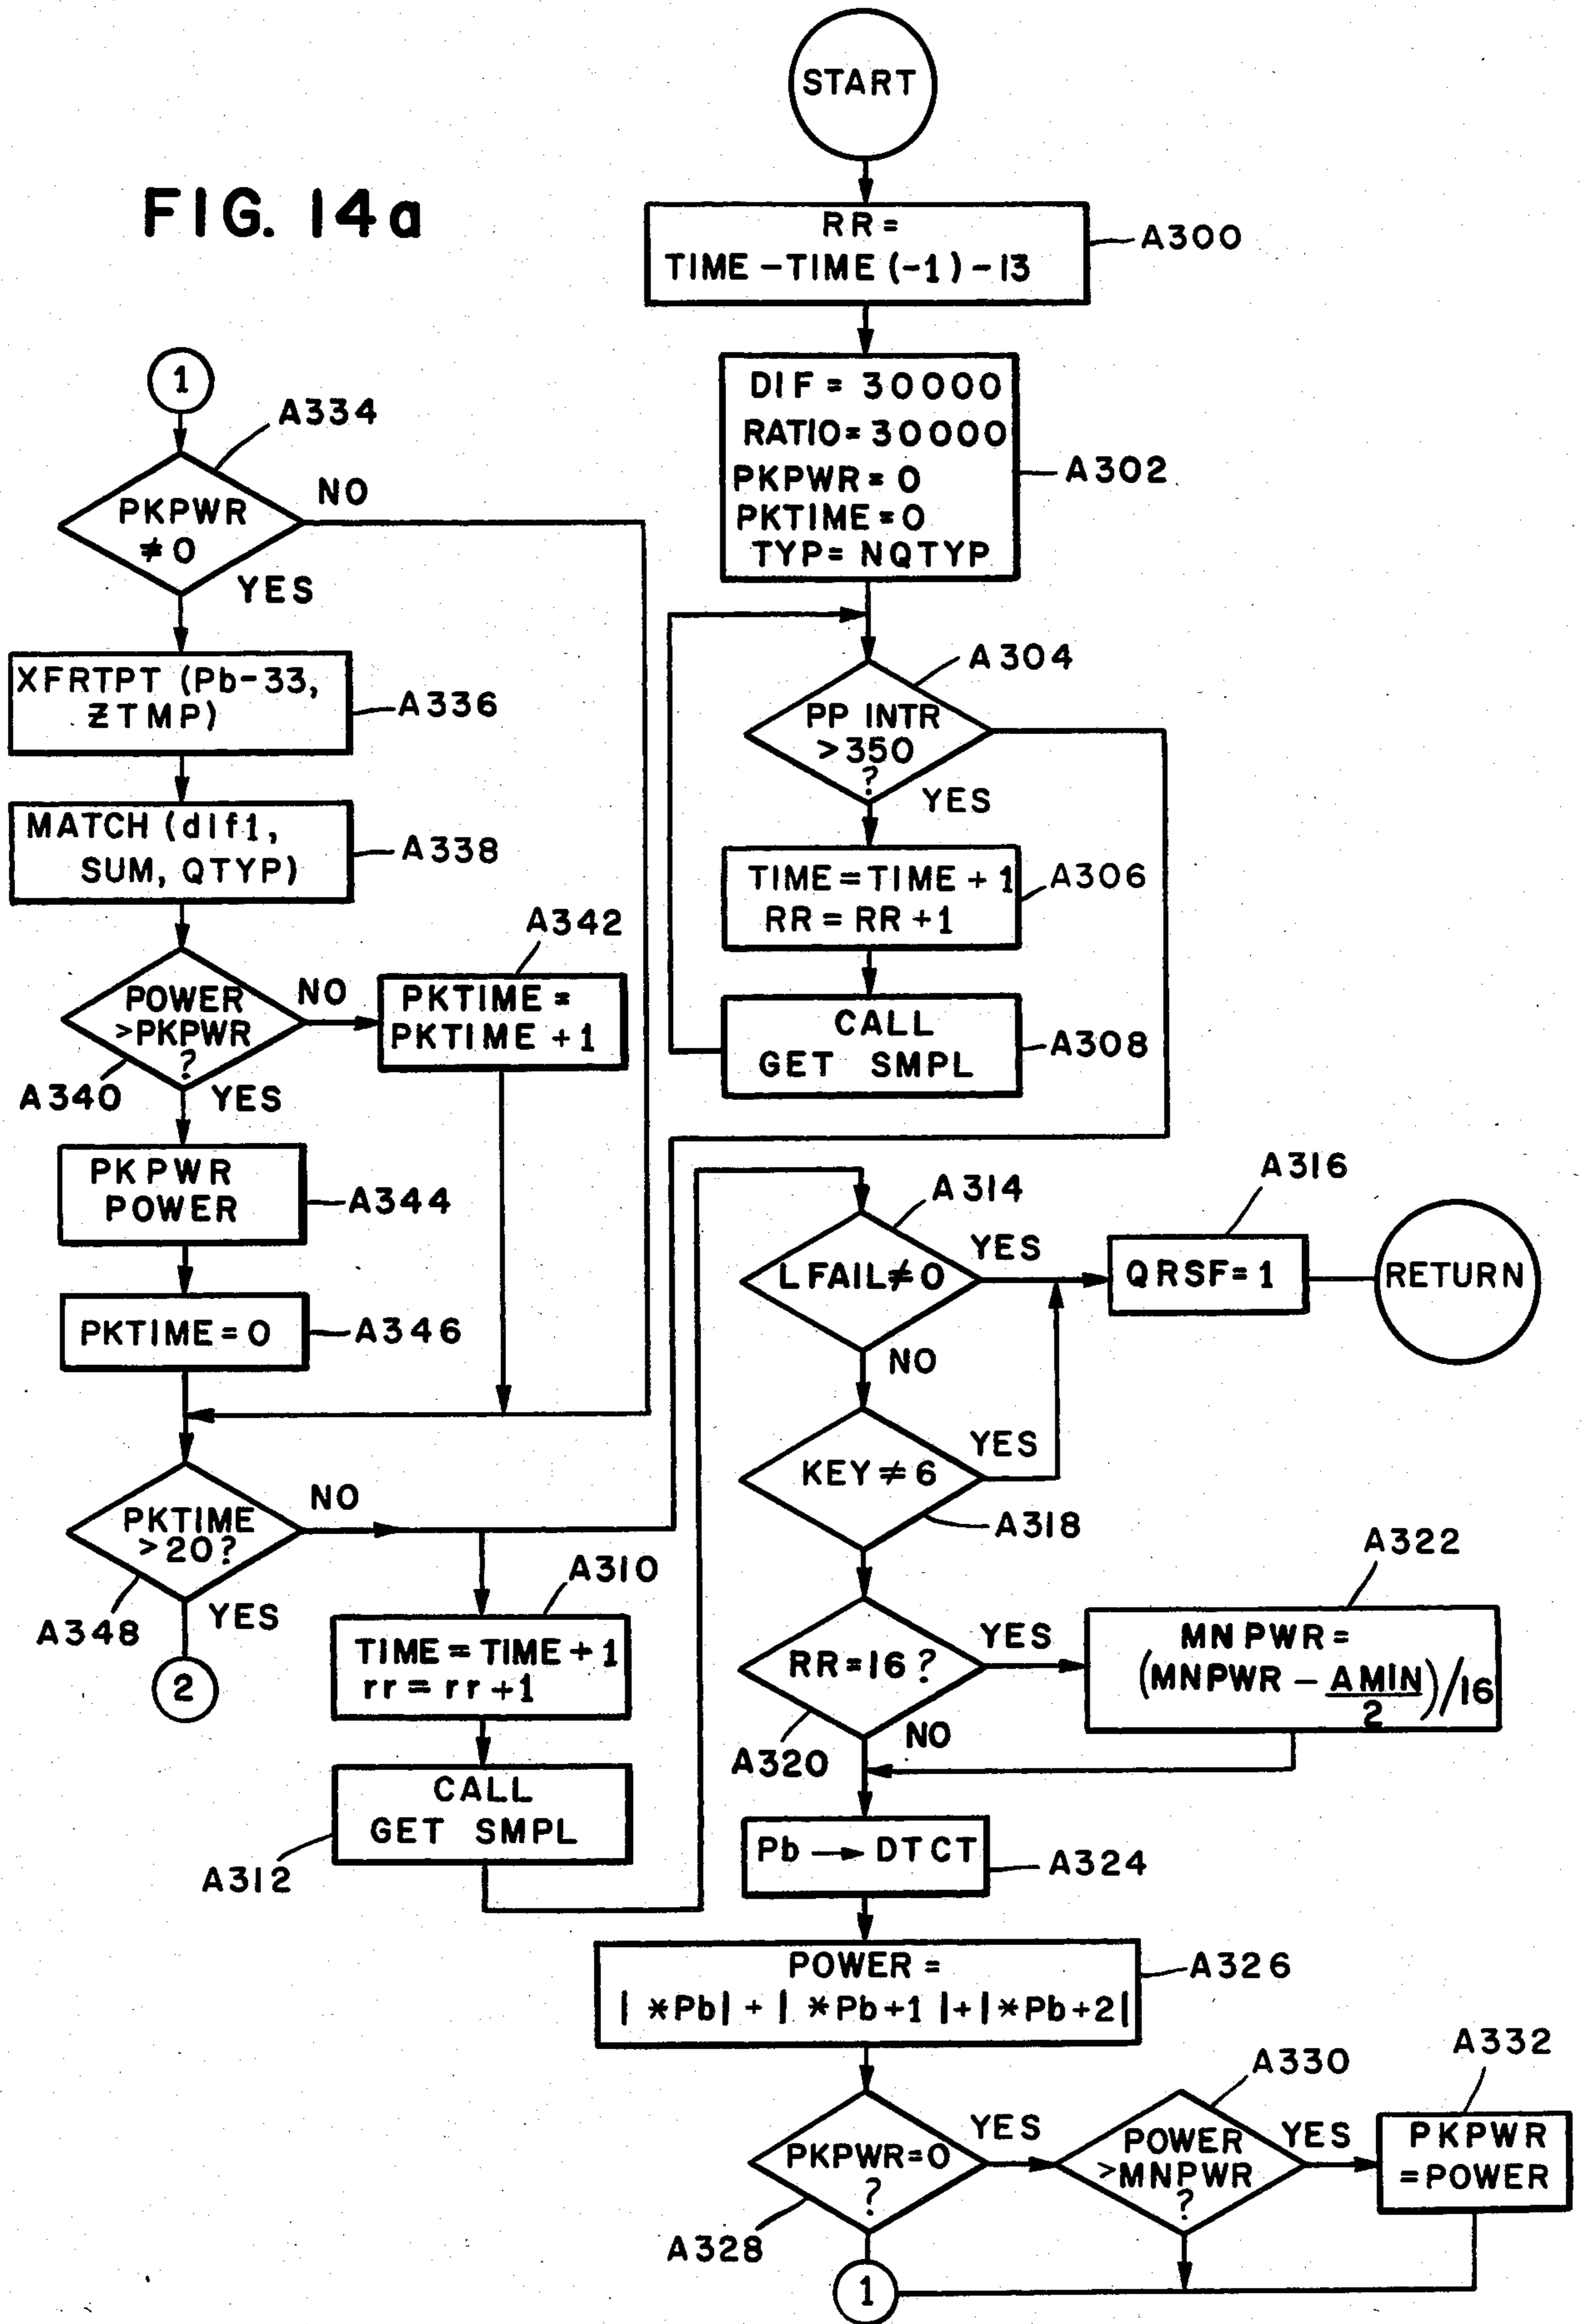 START
FIG. 14a
RR =
TIME - TIME (-1) - 13
A300
DIF = 30000
RATIO = 30000
PKPWR = 0
PKTIME = 0
TYP = NQTYP
A302
A304
PP INTR
>350
?
YES
TIME = TIME + 1
RR = RR + 1
A306
CALL
GET SMPL
A308
1
A334
PKPWR
≠ 0
NO
YES
XFRTPT (Pb-33,
ZTMP)
A336
MATCH (dif1,
SUM, QTYP)
A338
A342
POWER
>PKPWR
?
NO
PKTIME =
PKTIME + 1
A340
YES
PKPWR
POWER
A344
PKTIME = 0
A346
PKTIME
>20?
NO
A348
YES
2
A310
TIME = TIME + 1
rr = rr + 1
CALL
GET SMPL
A312
A314
LFAIL ≠ 0
YES
A316
QRSF = 1
RETURN
NO
KEY ≠ 6
YES
A318
RR = 16 ?
YES
A322
MNPWR =
(MNPWR - AMIN/2)/16
A320
NO
Pb → DTCT
A324
POWER =
| *Pb| + | *Pb+1 |+|*Pb+2|
A326
PKPWR=0
?
YES
A328
A330
POWER
>MNPWR
?
YES
A332
PKPWR
=POWER
1